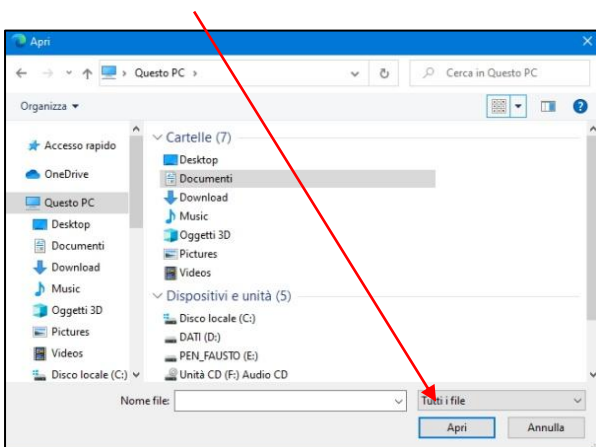 Apri
Questo PC
Cerca in Questo PC
Organizza
Accesso rapido
OneDrive
Questo PC
Desktop
Documenti
Download
Music
Oggetti 3D
Pictures
Videos
Disco locale (C:)
Cartelle (7)
Desktop
Documenti
Download
Music
Oggetti 3D
Pictures
Videos
Dispositivi e unità (5)
Disco locale (C:)
DATI (D:)
PEN_FAUSTO (E:)
Unità CD (F:) Audio CD
Nome file:
Tutti i file
Apri
Annulla